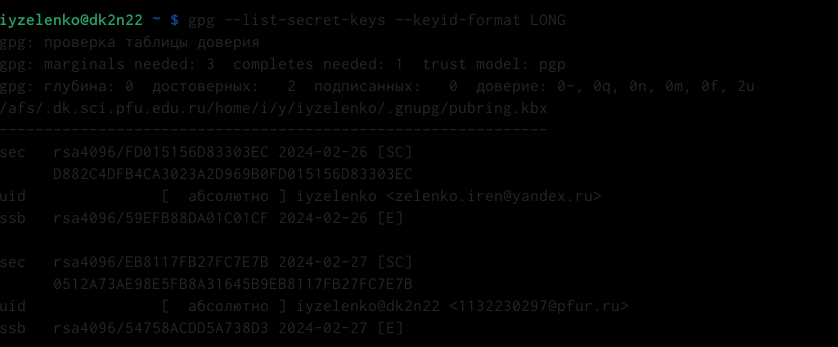 iyzelenko@dk2n22 ~ $ gpg --list-secret-keys --keyid-format LONG
gpg: проверка таблицы доверия
gpg: marginals needed: 3  completes needed: 1  trust model: pgp
gpg: глубина: 0  достоверных:   2  подписанных:   0  доверие: 0-, 0q, 0n, 0m, 0f, 2u
/afs/.dk.sci.pfu.edu.ru/home/i/y/iyzelenko/.gnupg/pubring.kbx
-------------------------------------------------------------
sec   rsa4096/FD015156D83303EC 2024-02-26 [SC]
      D882C4DFB4CA3023A2D969B0FD015156D83303EC
uid               [  абсолютно ] iyzelenko <zelenko.iren@yandex.ru>
ssb   rsa4096/59EFB88DA01C01CF 2024-02-26 [E]

sec   rsa4096/EB8117FB27FC7E7B 2024-02-27 [SC]
      0512A73AE98E5FB8A31645B9EB8117FB27FC7E7B
uid               [  абсолютно ] iyzelenko@dk2n22 <1132230297@pfur.ru>
ssb   rsa4096/54758ACDD5A738D3 2024-02-27 [E]